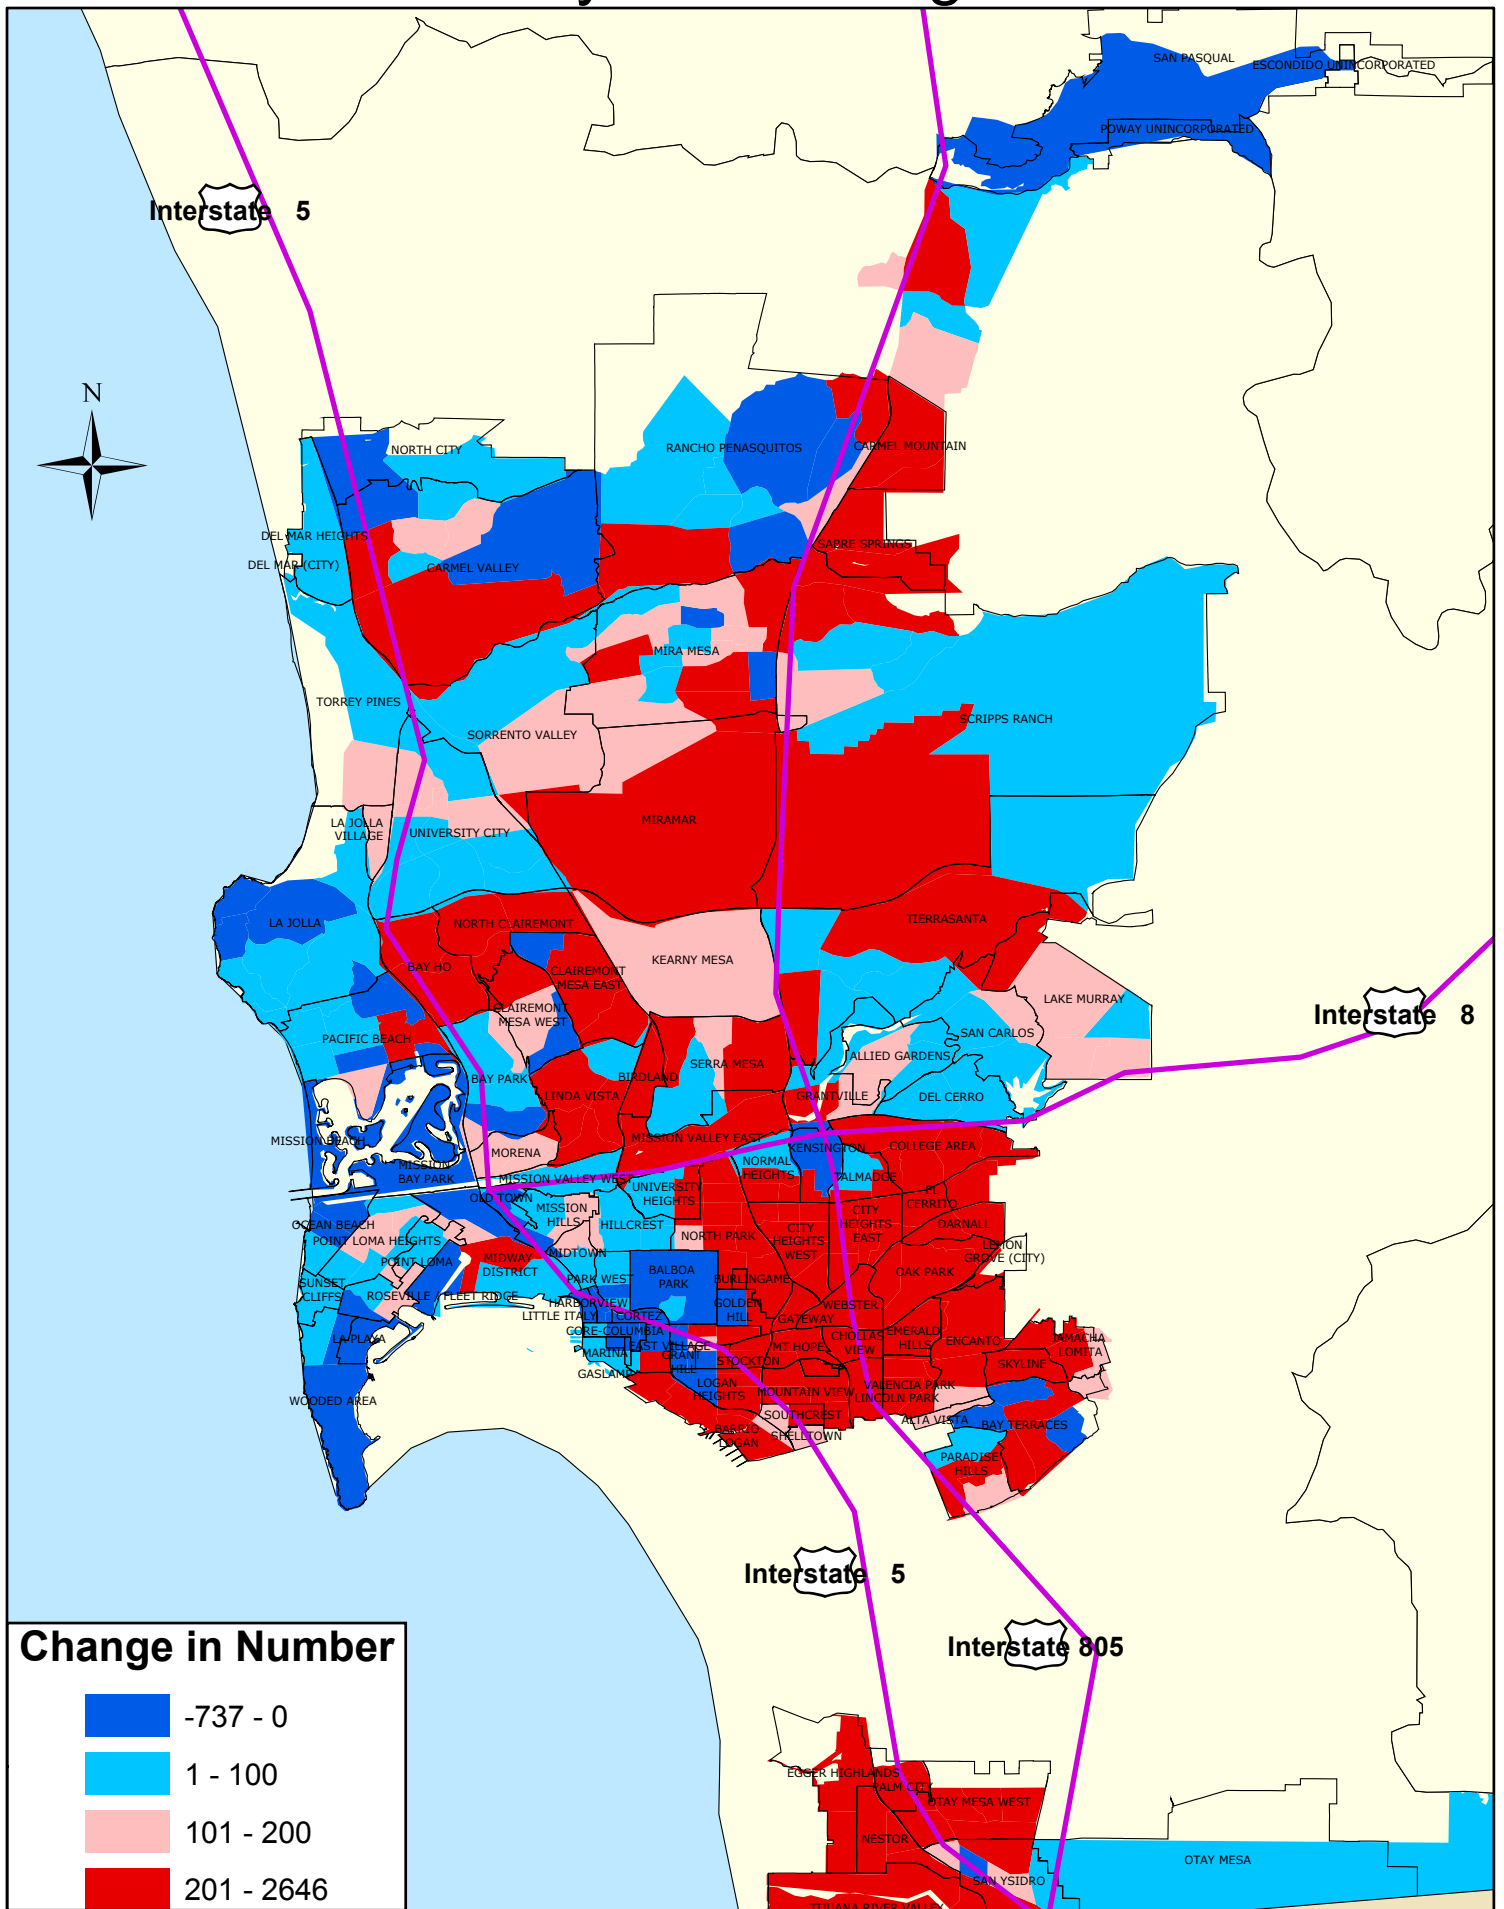 SAN PASQUAL
ESCONDIDO UNINCORPORATED
POWAY UNINCORPORATED
Interstate 5
N
NORTH CITY
RANCHO PENASQUITOS
CARMEL MOUNTAIN
DEL MAR HEIGHTS
SABRE SPRINGS
DEL MAR (CITY)
CARMEL VALLEY
MIRA MESA
TORREY PINES
SCRIPPS RANCH
SORRENTO VALLEY
MIRAMAR
LA JOLLA
VILLAGE
UNIVERSITY CITY
LA JOLLA
NORTH CLAIREMONT
TIERRASANTA
KEARNY MESA
BAY HO
CLAIREMONT
MESA EAST
LAKE MURRAY
CLAIREMONT
MESA WEST
Interstate 8
PACIFIC BEACH
SAN CARLOS
ALLIED GARDENS
SERRA MESA
BIRDLAND
BAY PARK
LINDA VISTA
GRANTVILLE
DEL CERRO
MISSION BEACH
MISSION VALLEY EAST
COLLEGE AREA
KENSINGTON
MORENA
NORMAL
HEIGHTS
MISSION
BAY PARK
MISSION VALLEY WEST
TALMADGE
UNIVERSITY
HEIGHTS
OLD TOWN
EL
CERRITO
MISSION
HILLS
CITY
HEIGHTS
EAST
OCEAN BEACH
HILLCREST
DARNALL
CITY
HEIGHTS
WEST
NORTH PARK
POINT LOMA HEIGHTS
LEMON
GROVE (CITY)
MIDTOWN
POINT LOMA
MIDWAY
DISTRICT
BALBOA
PARK
OAK PARK
PARK WEST
BURLINGAME
SUNSET
CLIFFS
ROSEVILLE / FLEET RIDGE
HARBORVIEW
GOLDEN
HILL
WEBSTER
LITTLE ITALY
CORTEZ
GATEWAY
CORE-COLUMBIA
EMERALD
HILLS
LA PLAYA
CHOLLAS
VIEW
ENCANTO
JAMACHA
LOMITA
EAST VILLAGE
MT HOPE
MARINA
GRANT
HILL
STOCKTON
SKYLINE
GASLAMP
LOGAN
HEIGHTS
VALENCIA PARK
MOUNTAIN VIEW
LINCOLN PARK
WOODED AREA
SOUTHCREST
ALTA VISTA
BAY TERRACES
BARRIO
LOGAN
SHELLTOWN
PARADISE
HILLS
Interstate 5
Interstate 805
Change in Number
-737 - 0
1 - 100
101 - 200
201 - 2646
EGGER HIGHLANDS
PALM CITY
OTAY MESA WEST
NESTOR
OTAY MESA
SAN YSIDRO
TIJUANA RIVER VALLEY